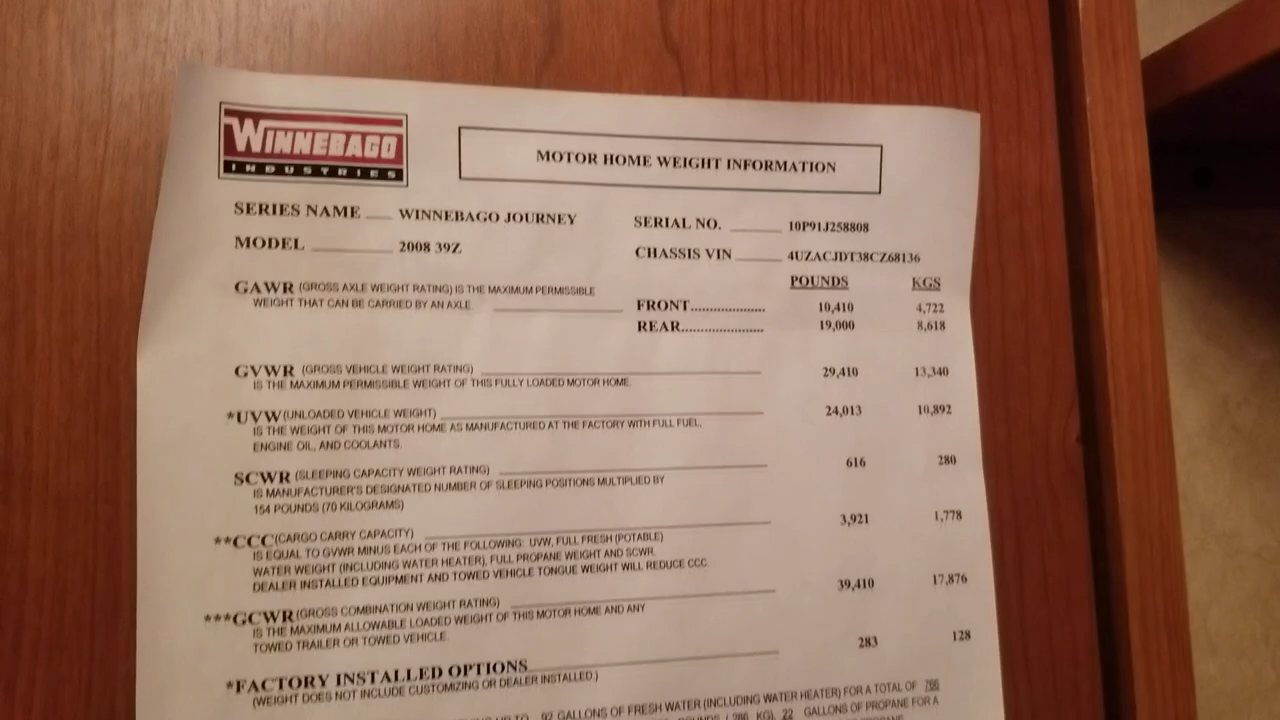 WINNEBAGO
INDUSTRIES
MOTOR HOME WEIGHT INFORMATION
SERIES NAME ____ WINNEBAGO JOURNEY
SERIAL NO. ________ 10P91J258808
MODEL ____________ 2008 39Z
CHASSIS VIN _______ 4UZACJDT38CZ68136
POUNDS KGS
GAWR (GROSS AXLE WEIGHT RATING) IS THE MAXIMUM PERMISSIBLE
WEIGHT THAT CAN BE CARRIED BY AN AXLE.
FRONT...................... 10,410 4,722
REAR........................ 19,000 8,618
GVWR (GROSS VEHICLE WEIGHT RATING) 29,410 13,340
IS THE MAXIMUM PERMISSIBLE WEIGHT OF THIS FULLY LOADED MOTOR HOME.
*UVW (UNLOADED VEHICLE WEIGHT) 24,013 10,892
IS THE WEIGHT OF THIS MOTOR HOME AS MANUFACTURED AT THE FACTORY WITH FULL FUEL,
ENGINE OIL, AND COOLANTS.
SCWR (SLEEPING CAPACITY WEIGHT RATING) 616 280
IS MANUFACTURER'S DESIGNATED NUMBER OF SLEEPING POSITIONS MULTIPLIED BY
154 POUNDS (70 KILOGRAMS)
**CCC (CARGO CARRY CAPACITY) 3,921 1,778
IS EQUAL TO GVWR MINUS EACH OF THE FOLLOWING: UVW, FULL FRESH (POTABLE)
WATER WEIGHT (INCLUDING WATER HEATER), FULL PROPANE WEIGHT AND SCWR.
DEALER INSTALLED EQUIPMENT AND TOWED VEHICLE TONGUE WEIGHT WILL REDUCE CCC.
***GCWR (GROSS COMBINATION WEIGHT RATING) 39,410 17,876
IS THE MAXIMUM ALLOWABLE LOADED WEIGHT OF THIS MOTOR HOME AND ANY
TOWED TRAILER OR TOWED VEHICLE.
*FACTORY INSTALLED OPTIONS 283 128
(WEIGHT DOES NOT INCLUDE CUSTOMIZING OR DEALER INSTALLED.)
UP TO 92 GALLONS OF FRESH WATER (INCLUDING WATER HEATER) FOR A TOTAL OF 766
POUNDS ( 286 KG), 22 GALLONS OF PROPANE FOR A